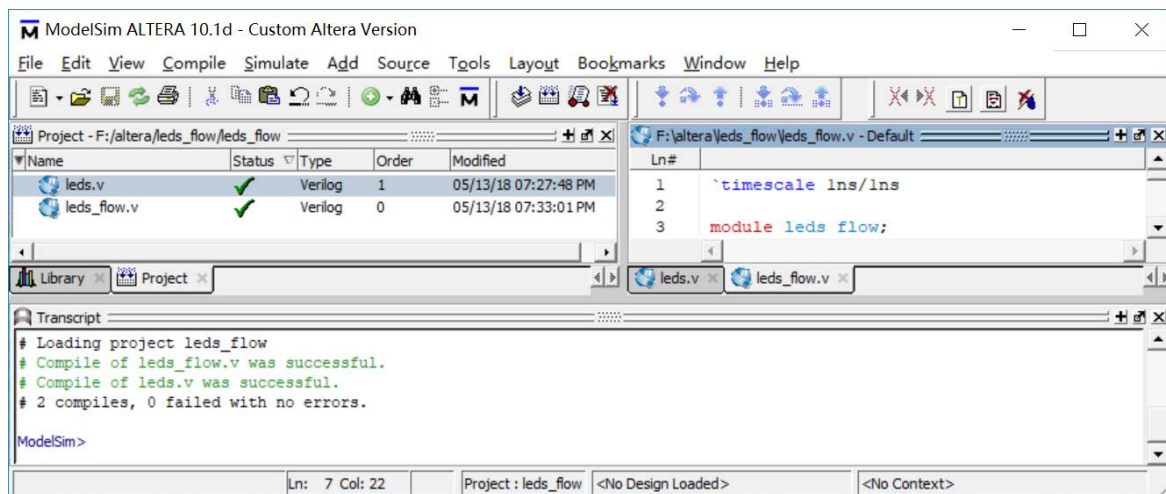 ModelSim ALTERA 10.1d - Custom Altera Version
File Edit View Compile Simulate Add Source Tools Layout Bookmarks Window Help
Project - F:/altera/leds_flow/leds_flow
Name Status Type Order Modified
leds.v Verilog 1 05/13/18 07:27:48 PM
leds_flow.v Verilog 0 05/13/18 07:33:01 PM
Library Project
F:\altera\leds_flow\leds_flow.v - Default
Ln#
1 `timescale 1ns/1ns
2
3 module leds flow;
leds.v leds_flow.v
Transcript
# Loading project leds_flow
# Compile of leds_flow.v was successful.
# Compile of leds.v was successful.
# 2 compiles, 0 failed with no errors.
ModelSim>
Ln: 7 Col: 22 Project : leds_flow <No Design Loaded> <No Context>